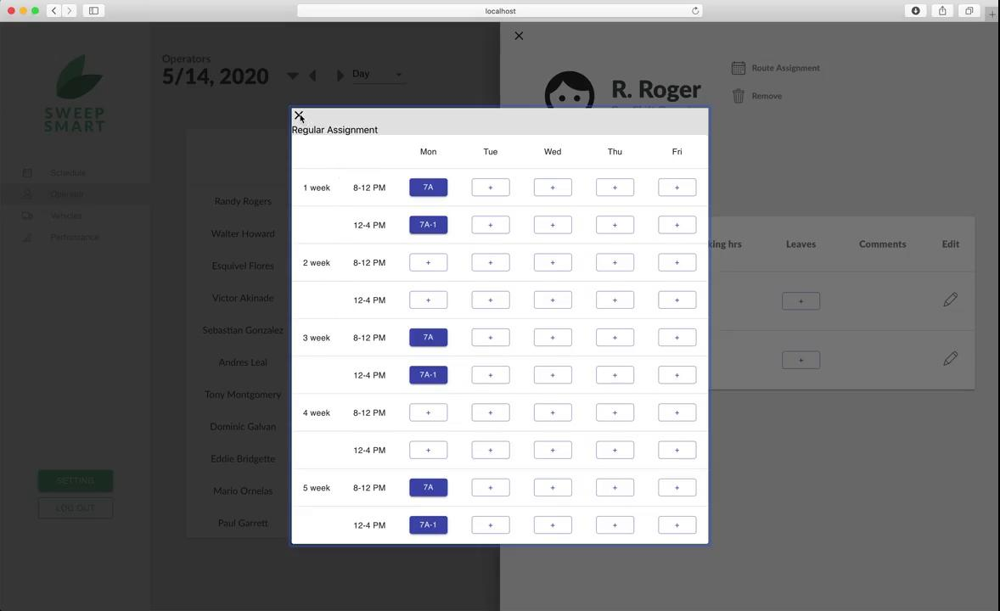 localhost
Operators
5/14, 2020
Day
SWEEP
SMART
Schedule
Operator
Vehicles
Performance
SETTING
LOG OUT
Randy Rogers
Walter Howard
Esquivel Flores
Victor Akinade
Sebastian Gonzalez
Andres Leal
Tony Montgomery
Dominic Galvan
Eddie Bridgette
Mario Ornelas
Paul Garrett
R. Roger
Route Assignment
Remove
king hrs Leaves Comments Edit
+
+
Regular Assignment
Mon Tue Wed Thu Fri
1 week 8-12 PM 7A + + + +
12-4 PM 7A-1 + + + +
2 week 8-12 PM + + + + +
12-4 PM + + + + +
3 week 8-12 PM 7A + + + +
12-4 PM 7A-1 + + + +
4 week 8-12 PM + + + + +
12-4 PM + + + + +
5 week 8-12 PM 7A + + + +
12-4 PM 7A-1 + + + +